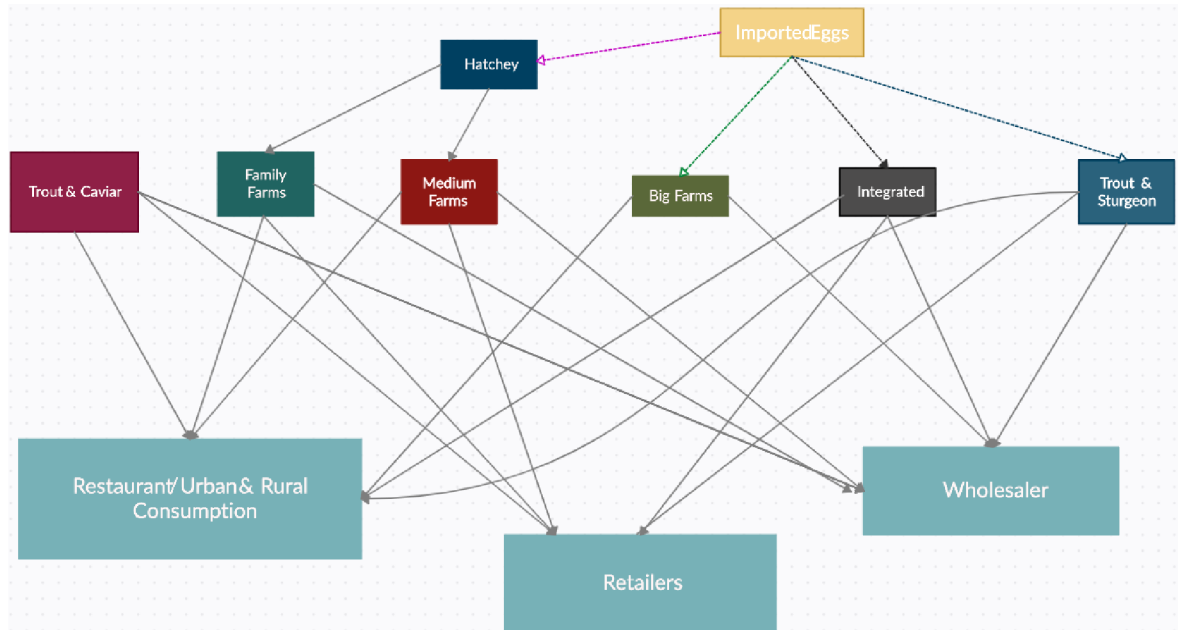 ImportedEggs
Hatchey
Trout & Caviar
Family
Farms
Medium
Farms
Big Farms
Integrated
Trout &
Sturgeon
Restaurant/Urban & Rural
Consumption
Wholesaler
Retailers